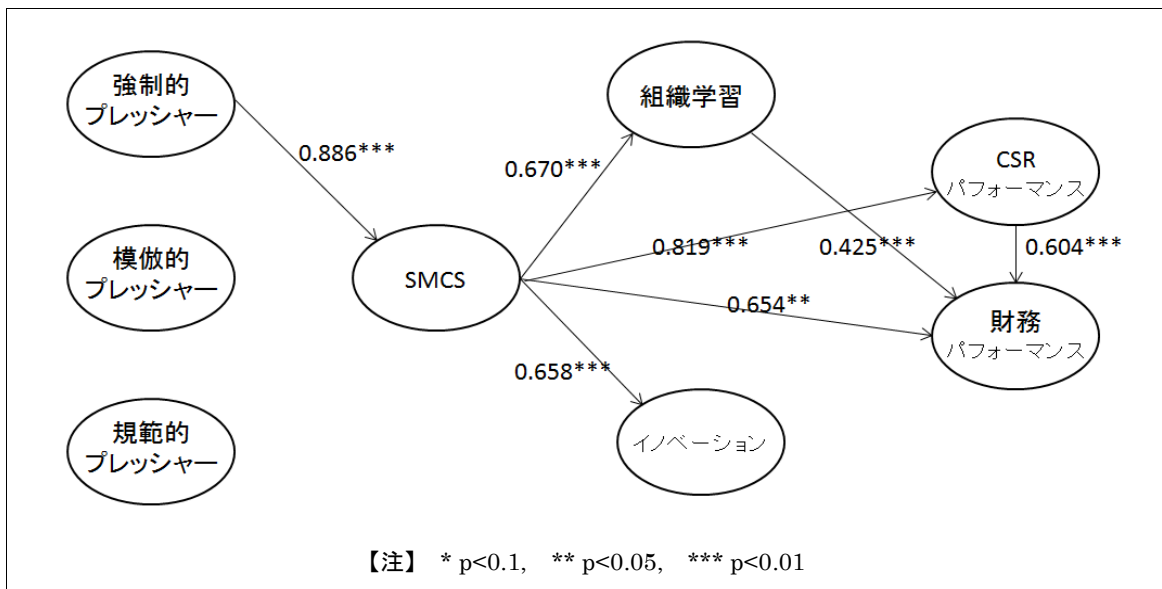 強制的
プレッシャー
0.886***
模倣的
プレッシャー
規範的
プレッシャー
SMCS
組織学習
0.670***
CSR
パフォーマンス
0.819***
0.425***
0.604***
0.654**
財務
パフォーマンス
0.658***
イノベーション
【注】 * p<0.1, ** p<0.05, *** p<0.01